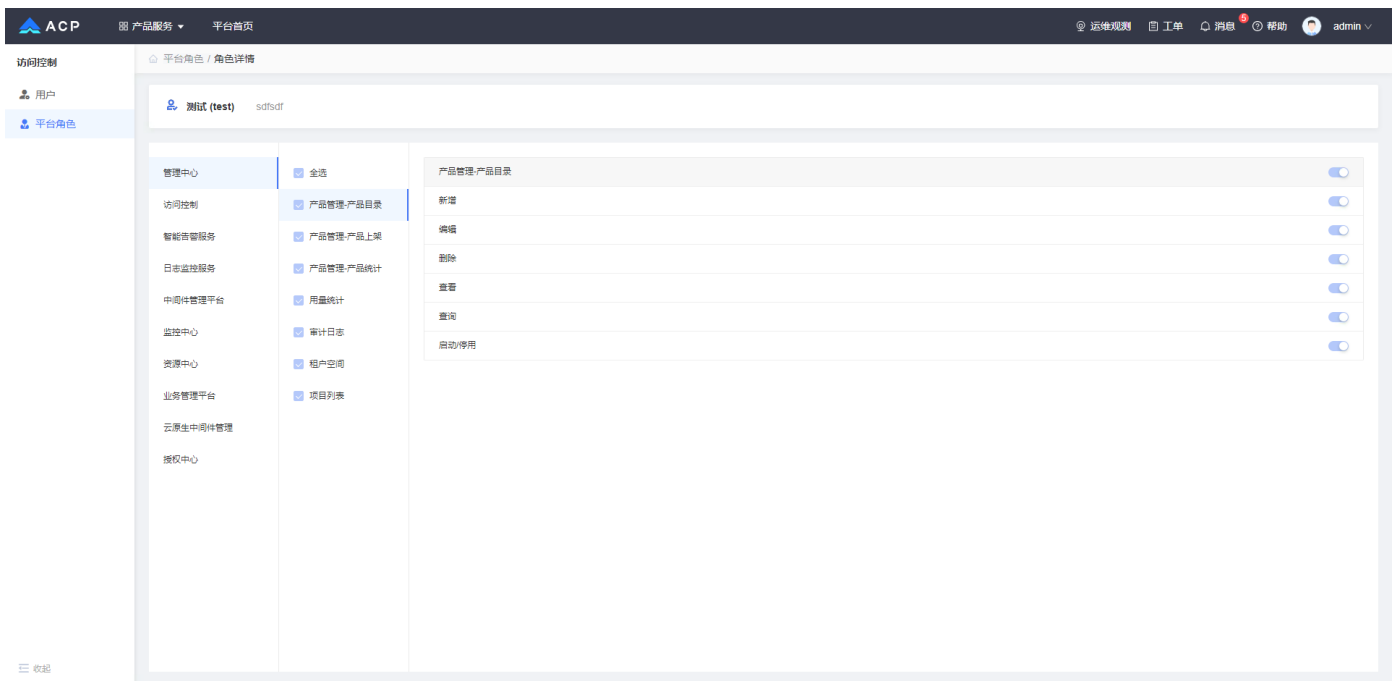 ACP 产品服务 平台首页 运维观测 工单 消息 5 帮助 admin
访问控制
用户
平台角色
收起
平台角色 / 角色详情
测试 (test) sdfsdf
管理中心
访问控制
智能告警服务
日志监控服务
中间件管理平台
监控中心
资源中心
业务管理平台
云原生中间件管理
授权中心
全选
产品管理-产品目录
产品管理-产品上架
产品管理-产品统计
用量统计
审计日志
租户空间
项目列表
产品管理-产品目录
新增
编辑
删除
查看
查询
启动/停用